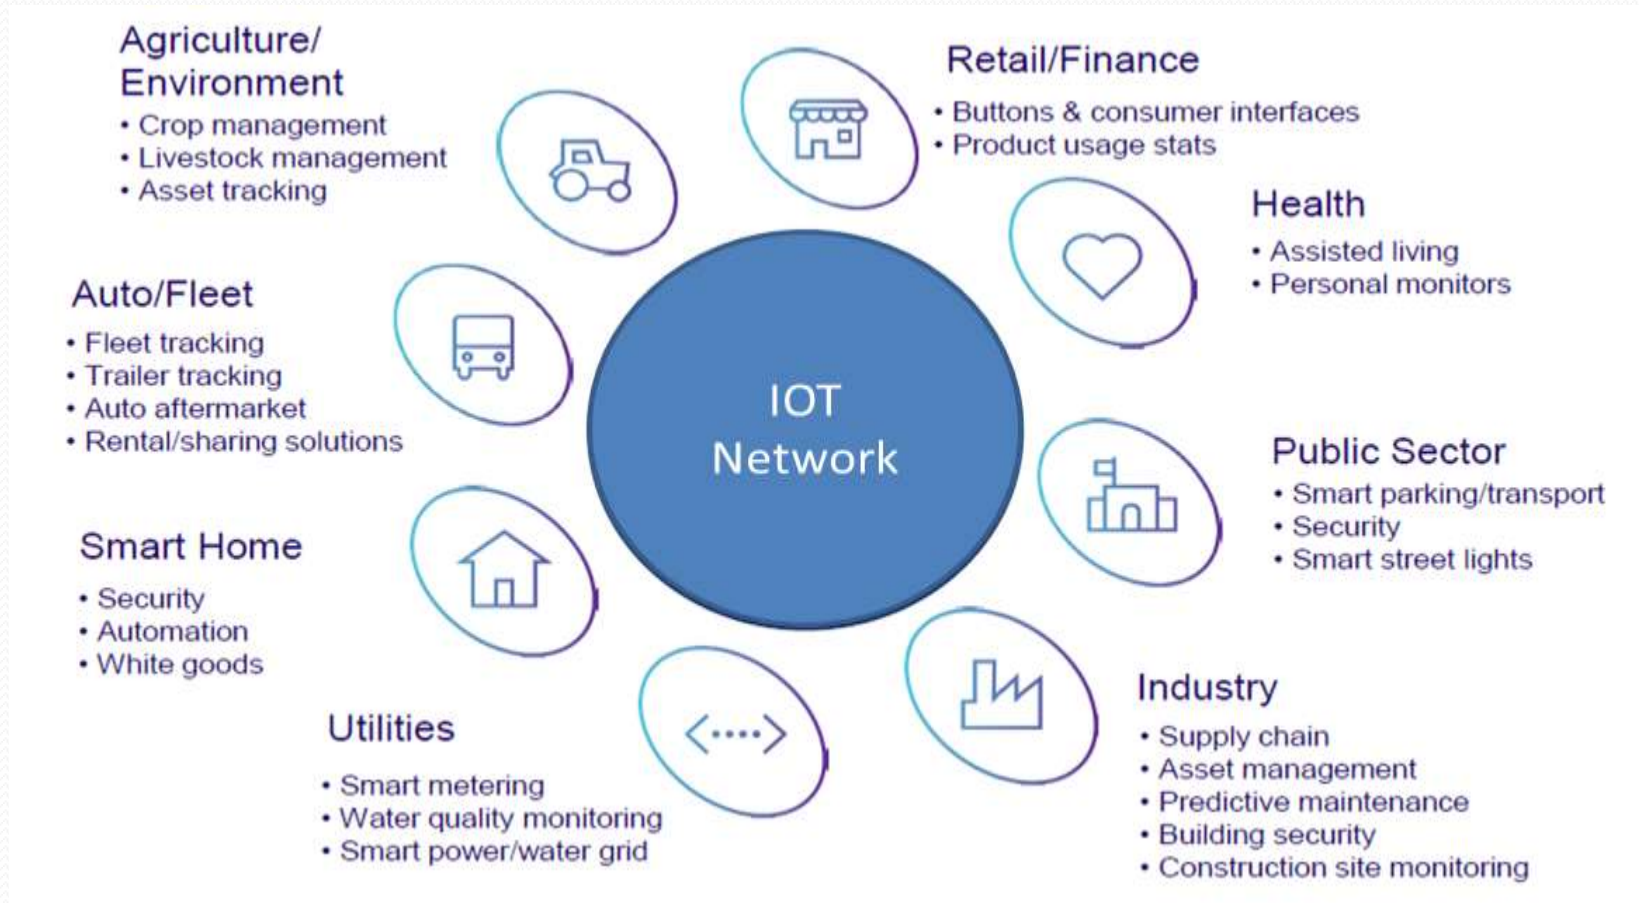 Agriculture/
Environment
• Crop management
• Livestock management
• Asset tracking
Retail/Finance
• Buttons & consumer interfaces
• Product usage stats
Health
• Assisted living
• Personal monitors
Auto/Fleet
• Fleet tracking
• Trailer tracking
• Auto aftermarket
• Rental/sharing solutions
IOT
Network
Public Sector
• Smart parking/transport
• Security
• Smart street lights
Smart Home
• Security
• Automation
• White goods
Utilities
• Smart metering
• Water quality monitoring
• Smart power/water grid
Industry
• Supply chain
• Asset management
• Predictive maintenance
• Building security
• Construction site monitoring